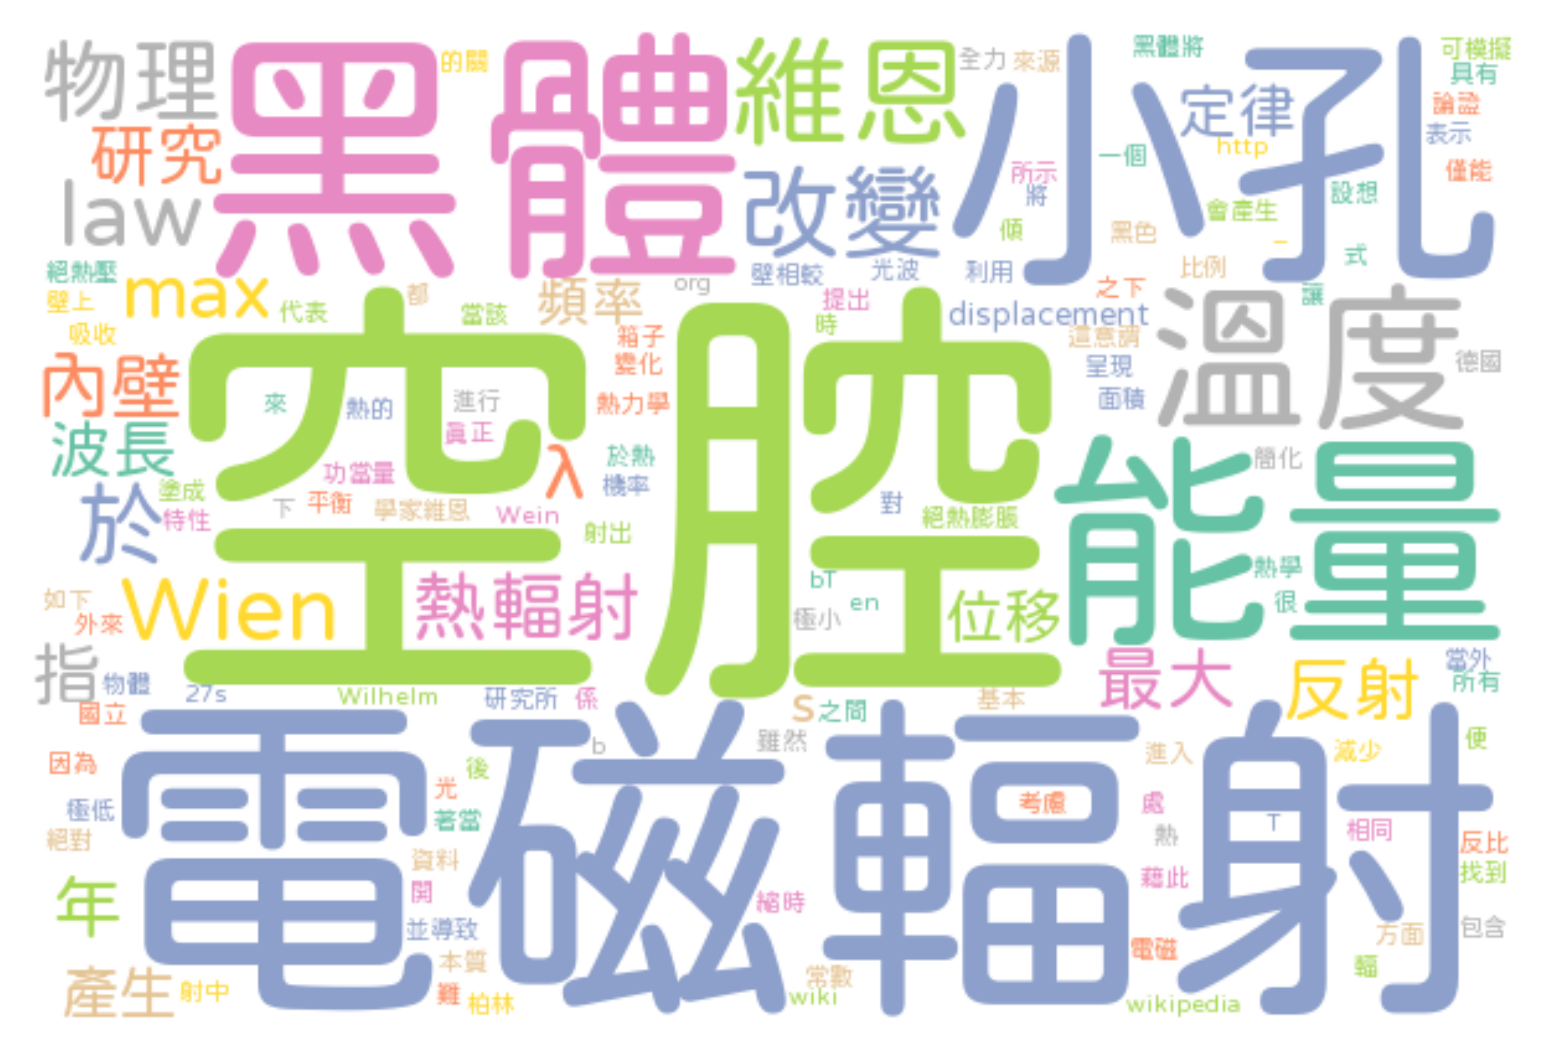 物理
黑體
的關
維恩
全力
來源
小孔
黑體將
定律
可模擬
具有
論證
表示
http
僅能
研究
law
改變
所示
將
一個
傾
黑色
會產生
設想
式
絕熱壓
壁上
max
代表
都
當該
頻率
org
壁相較
光波
利用
比例
之下
讓
吸收
提出
時
displacement
這意謂
溫度
德國
箱子
變化
呈現
面積
內壁
空腔
來
熱的
進行
真正
熱力學
波長
功當量
λ
於熱
機率
能量
簡化
於
塗成
特性
下
平衡
學家維恩
Wein
射出
對
絕熱膨脹
如下
外來
Wien
熱輻射
bT
en
極小
位移
熱學
很
指
物體
27s
Wilhelm
研究所
係
s
之間
基本
最大
反射
當外
所有
國立
電磁輻射
b
雖然
進入
減少
便
因為
後
光
著當
極低
絕對
考慮
處
熱
T
相同
反比
找到
資料
開
藉此
縮時
年
並導致
本質
方面
包含
電磁
輻
產生
射中
難
柏林
常數
wiki
wikipedia